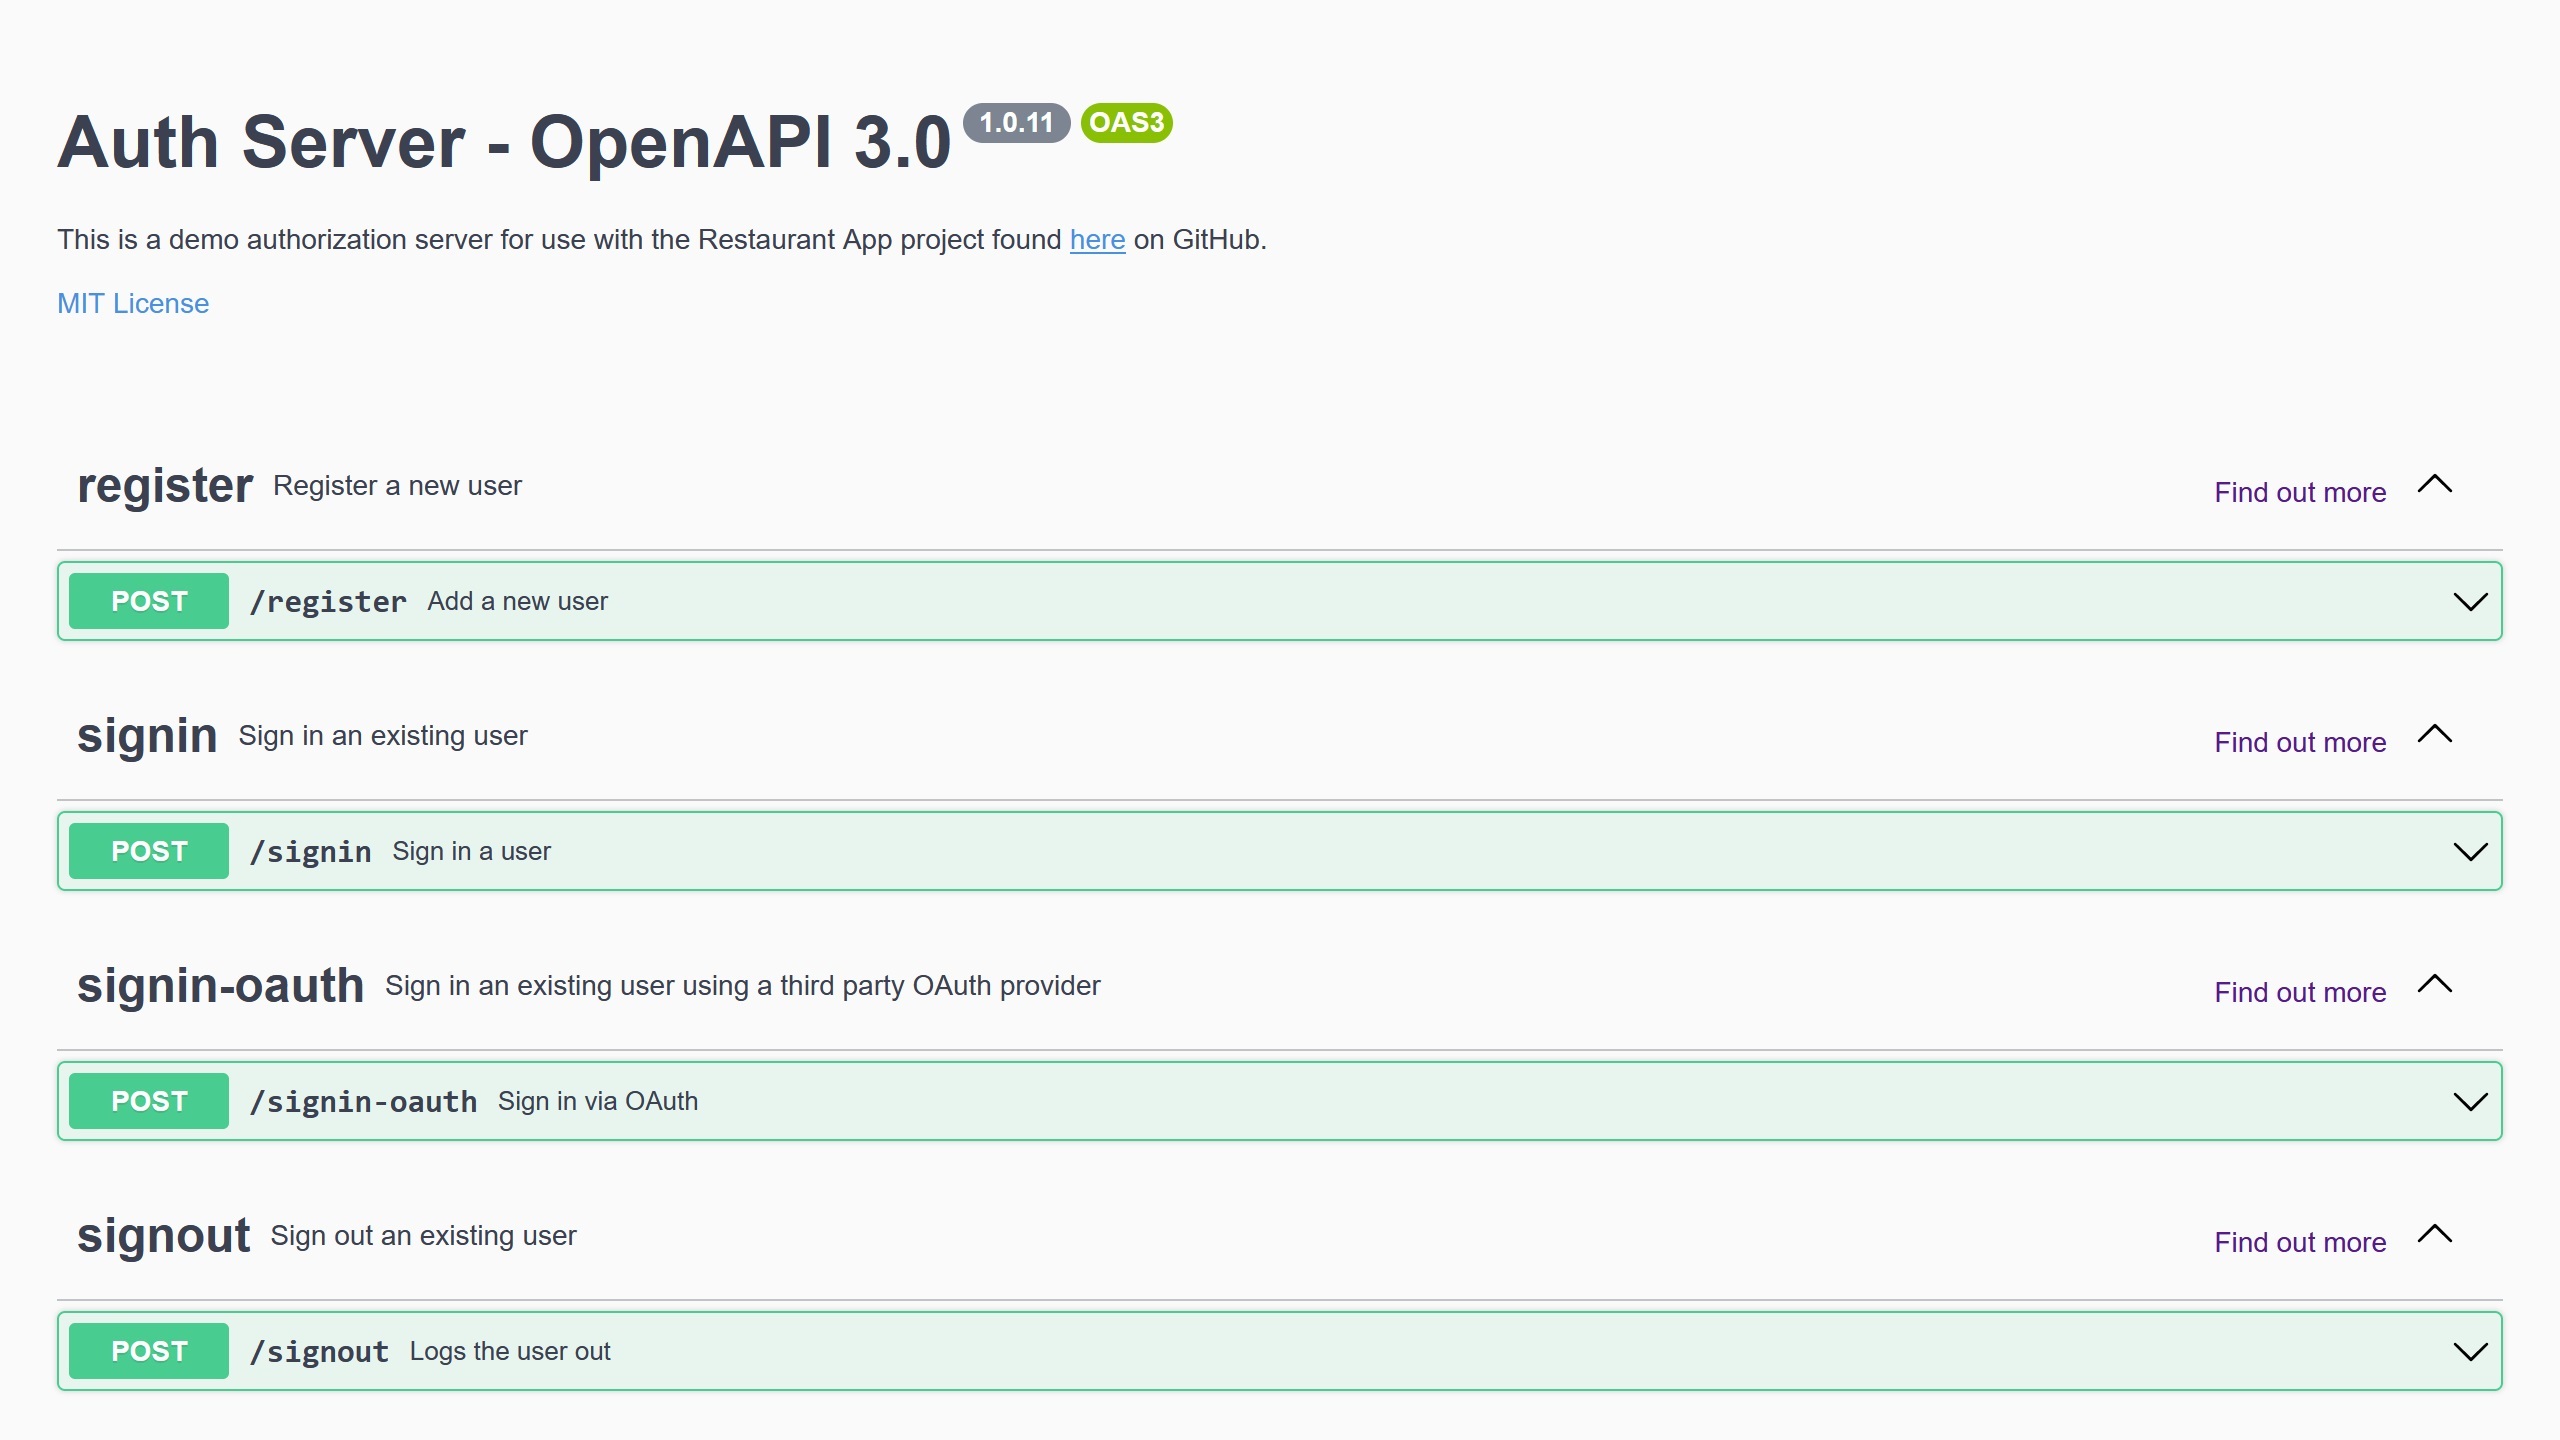 Auth Server - OpenAPI 3.0 1.0.11 OAS3
This is a demo authorization server for use with the Restaurant App project found here on GitHub.
MIT License
register Register a new user Find out more
POST /register Add a new user
signin Sign in an existing user Find out more
POST /signin Sign in a user
signin-oauth Sign in an existing user using a third party OAuth provider Find out more
POST /signin-oauth Sign in via OAuth
signout Sign out an existing user Find out more
POST /signout Logs the user out